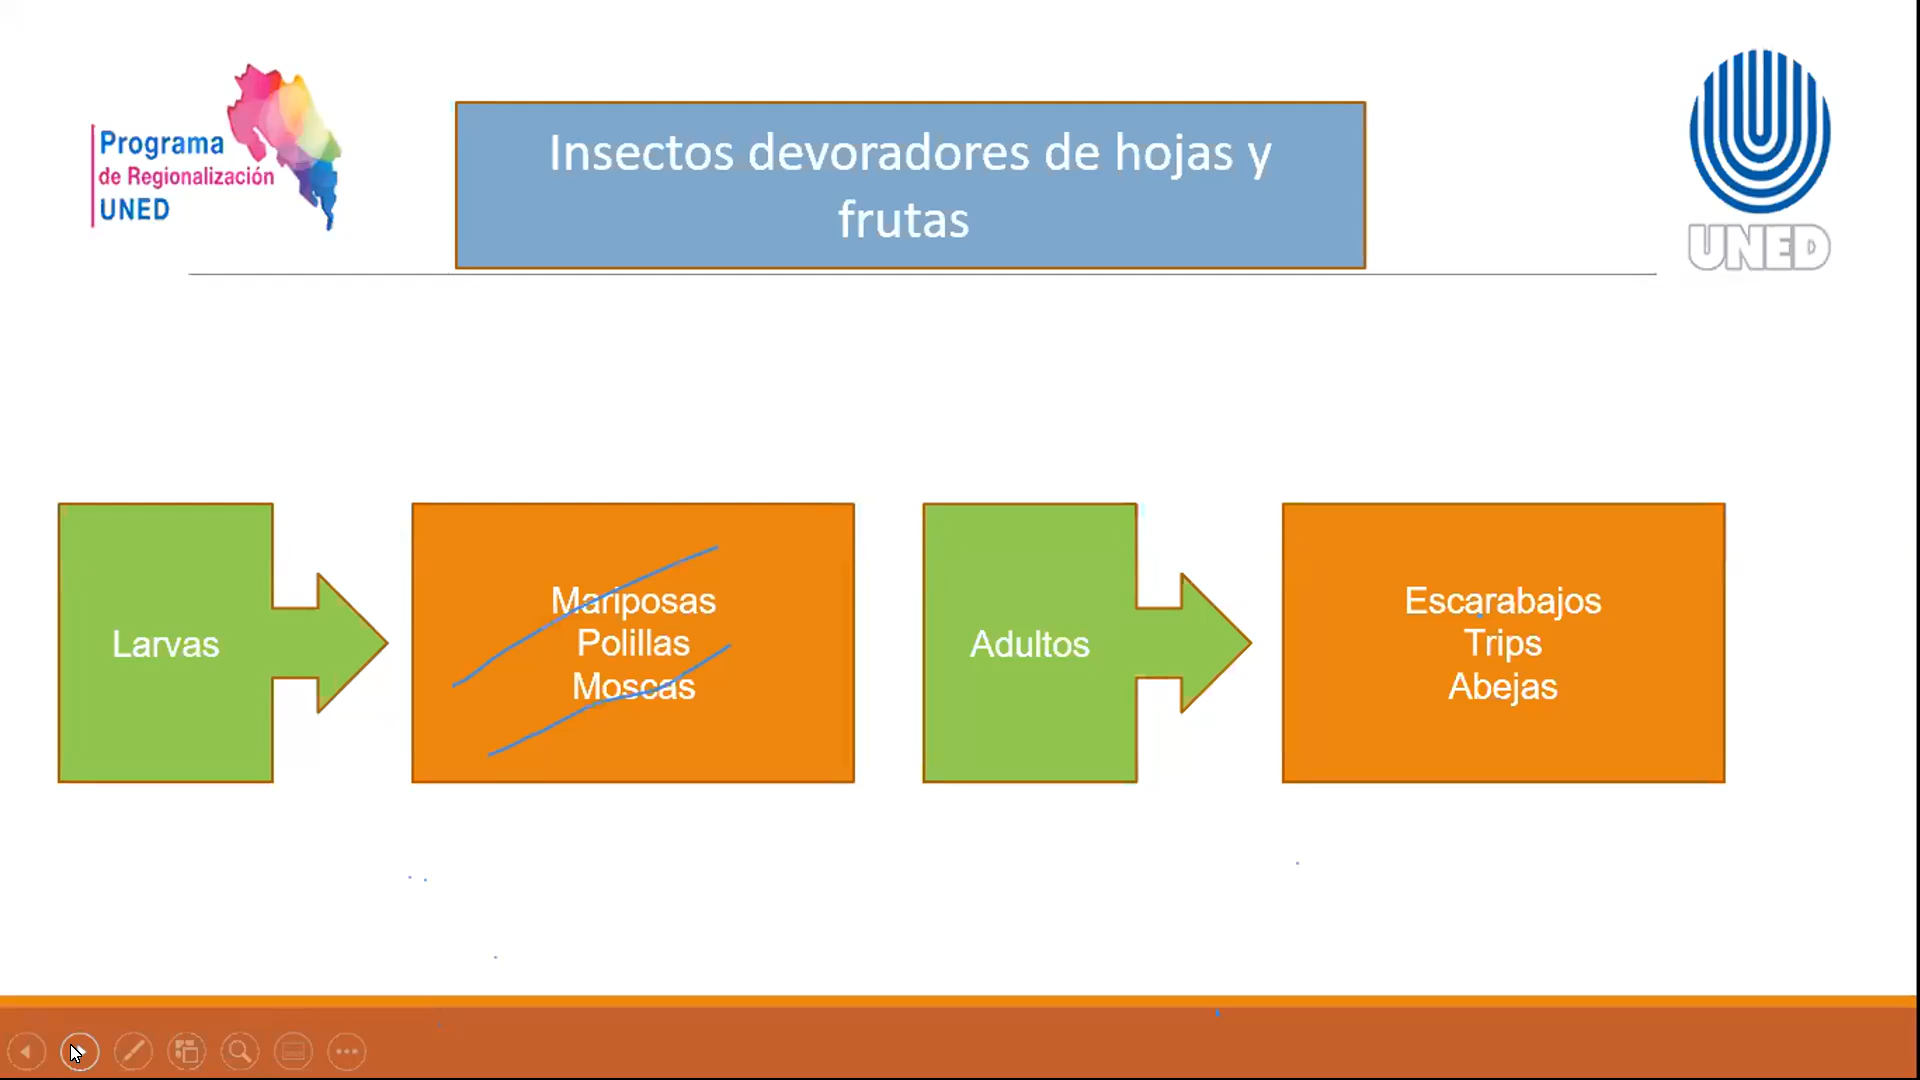 Programa
de Regionalización
UNED
Insectos devoradores de hojas y
frutas
UNED
Larvas
Mariposas
Polillas
Moscas
Adultos
Escarabajos
Trips
Abejas